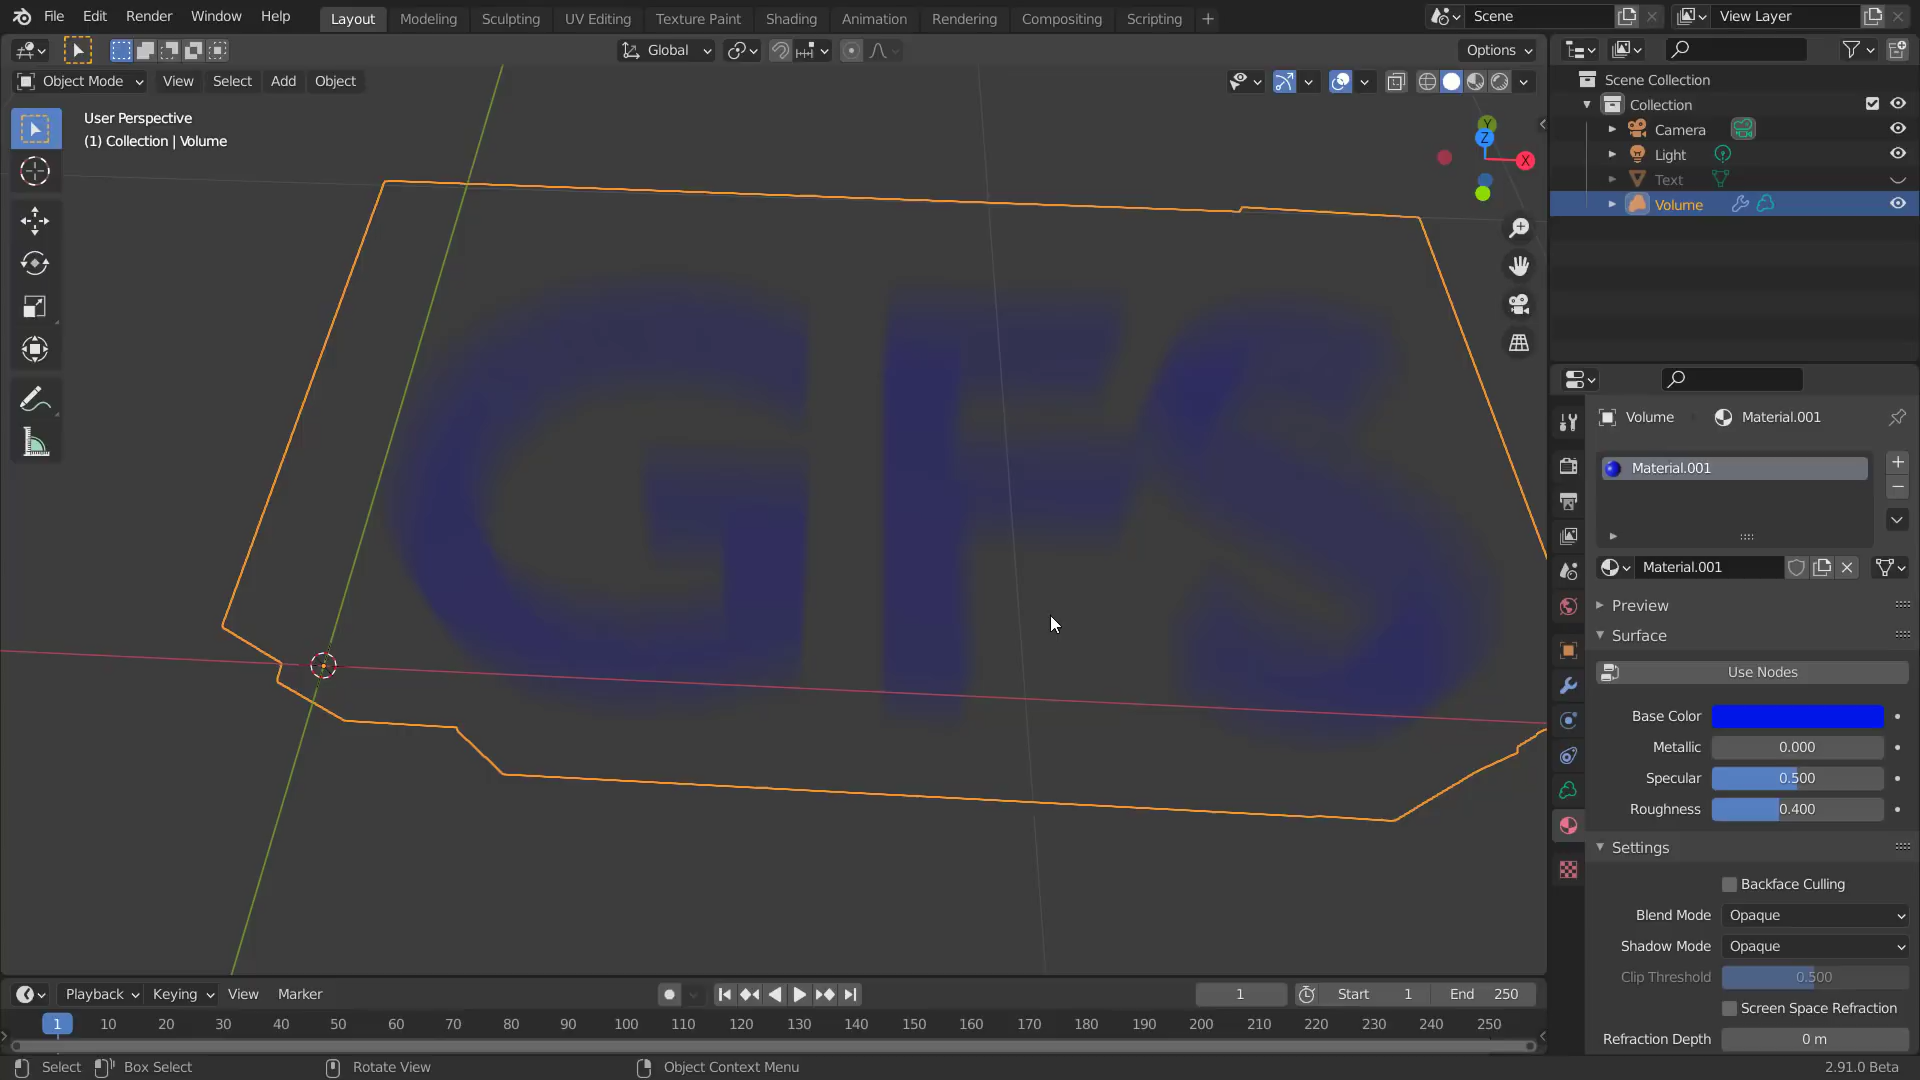 File Edit Render Window Help Layout Modeling Sculpting UV Editing Texture Paint Shading Animation Rendering Compositing Scripting + Scene View Layer
Global Options
Object Mode View Select Add Object
User Perspective
(1) Collection | Volume
Y
Z
X
GFS
Scene Collection
Collection
Camera
Light
Text
Volume
Volume Material.001
Material.001
Material.001
Preview
Surface
Use Nodes
Base Color
Metallic 0.000
Specular 0.500
Roughness 0.400
Settings
Backface Culling
Blend Mode Opaque
Shadow Mode Opaque
Clip Threshold 0.500
Screen Space Refraction
Refraction Depth 0 m
Playback Keying View Marker 1 Start 1 End 250
1 10 20 30 40 50 60 70 80 90 100 110 120 130 140 150 160 170 180 190 200 210 220 230 240 250
Select Box Select Rotate View Object Context Menu 2.91.0 Beta